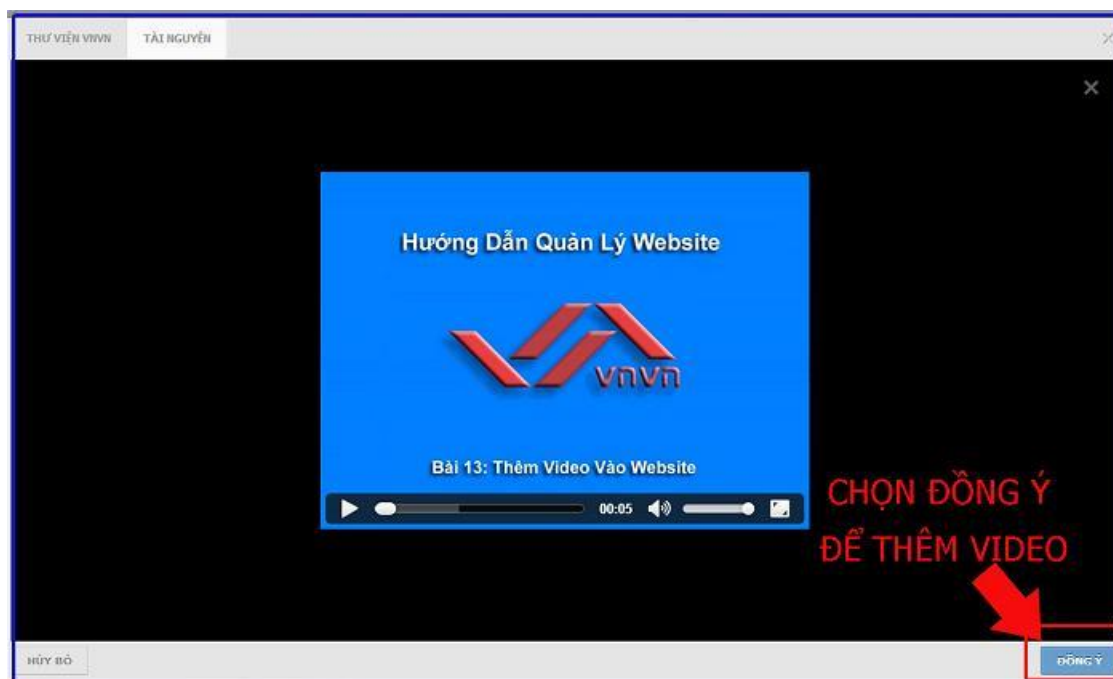 THƯ VIỆN VNVN
TÀI NGUYÊN
Hướng Dẫn Quản Lý Website
vnvn
Bài 13: Thêm Video Vào Website
00:05
CHỌN ĐỒNG Ý
ĐỂ THÊM VIDEO
HỦY BỎ
ĐỒNG Ý